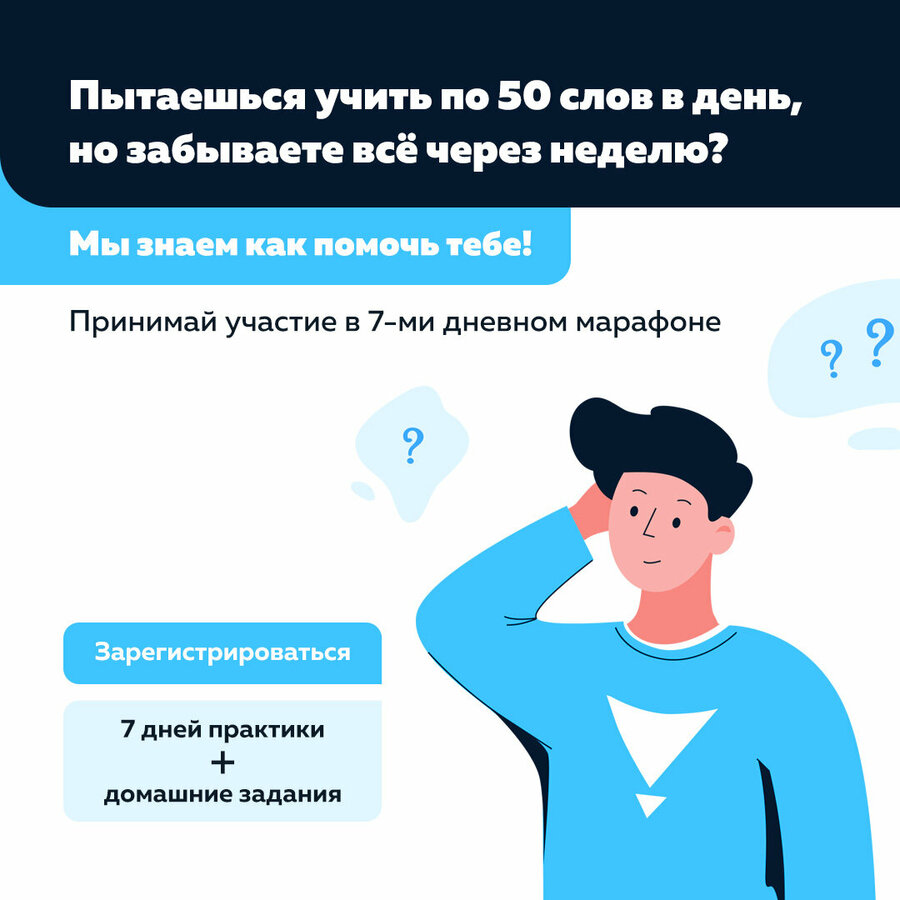 Пытаешься учить по 50 слов в день,
но забываете всё через неделю?
Мы знаем как помочь тебе!
Принимай участие в 7-ми дневном марафоне
?
?
?
Зарегистрироваться
7 дней практики
+
домашние задания